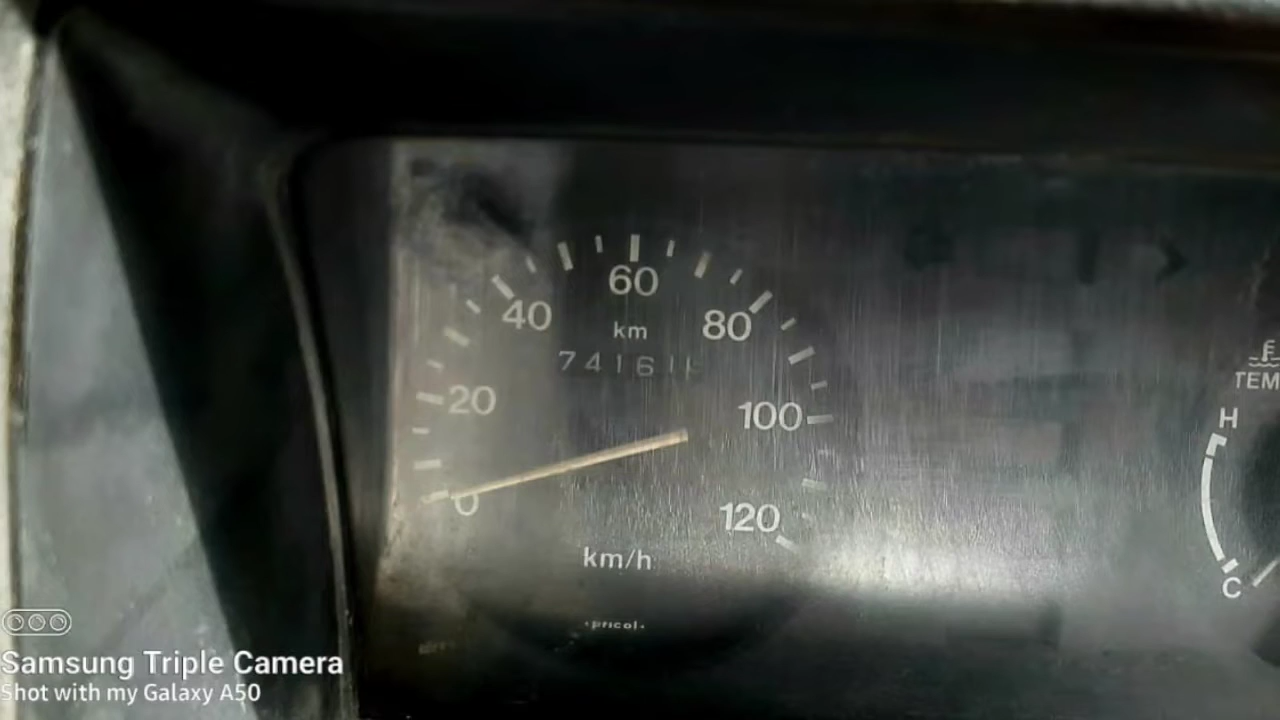 60
40
80
km
74161
20
100
0
120
km/h
·pricol·
TEM
H
C
Samsung Triple Camera
Shot with my Galaxy A50